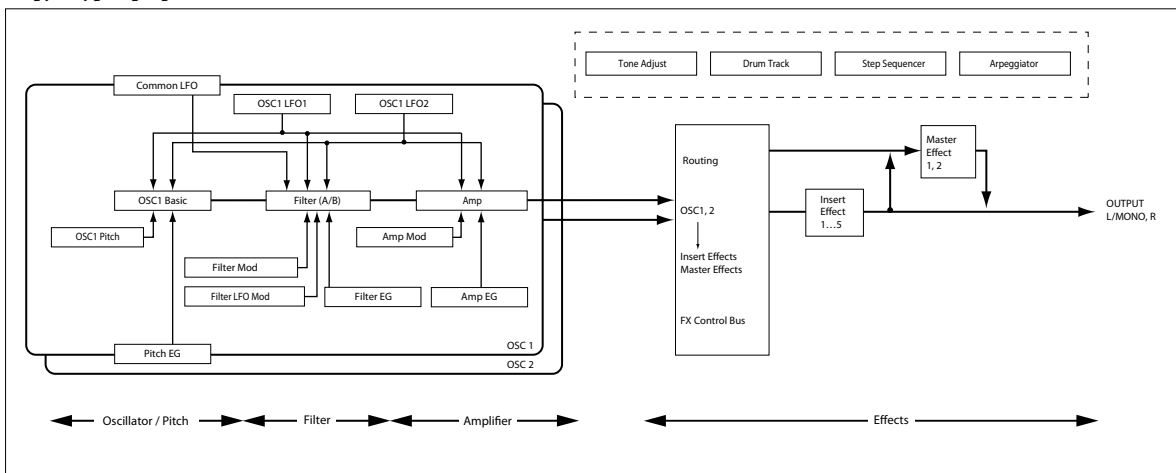 Tone Adjust
Drum Track
Step Sequencer
Arpeggiator
Common LFO
OSC1 LFO1
OSC1 LFO2
OSC1 Basic
Filter (A/B)
Amp
OSC1 Pitch
Amp Mod
Filter Mod
Filter LFO Mod
Filter EG
Amp EG
Pitch EG
OSC 1
OSC 2
Routing
OSC1, 2
Insert Effects
Master Effects
FX Control Bus
Insert
Effect
1...5
Master
Effect
1, 2
OUTPUT
L/MONO, R
Oscillator / Pitch
Filter
Amplifier
Effects